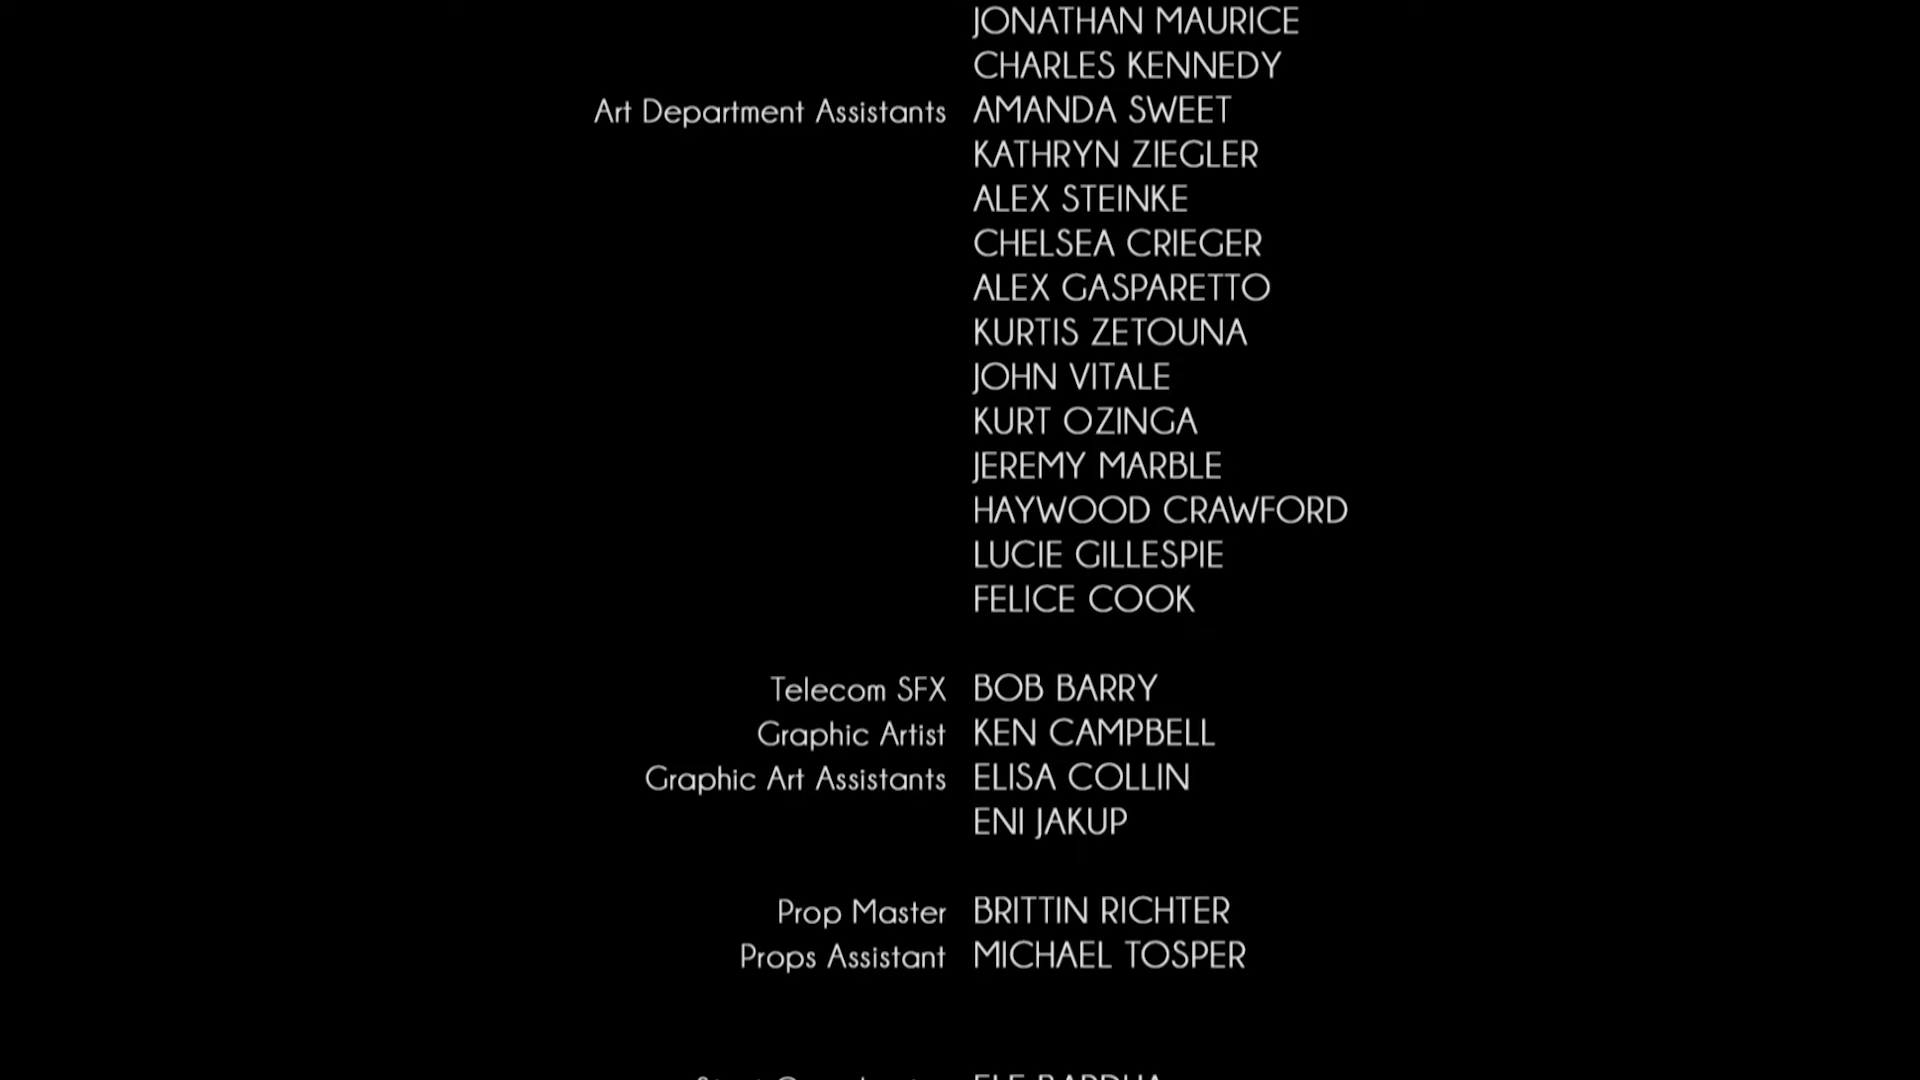 JONATHAN MAURICE
CHARLES KENNEDY
Art Department Assistants AMANDA SWEET
KATHRYN ZIEGLER
ALEX STEINKE
CHELSEA CRIEGER
ALEX GASPARETTO
KURTIS ZETOUNA
JOHN VITALE
KURT OZINGA
JEREMY MARBLE
HAYWOOD CRAWFORD
LUCIE GILLESPIE
FELICE COOK
Telecom SFX BOB BARRY
Graphic Artist KEN CAMPBELL
Graphic Art Assistants ELISA COLLIN
ENI JAKUP
Prop Master BRITTIN RICHTER
Props Assistant MICHAEL TOSPER